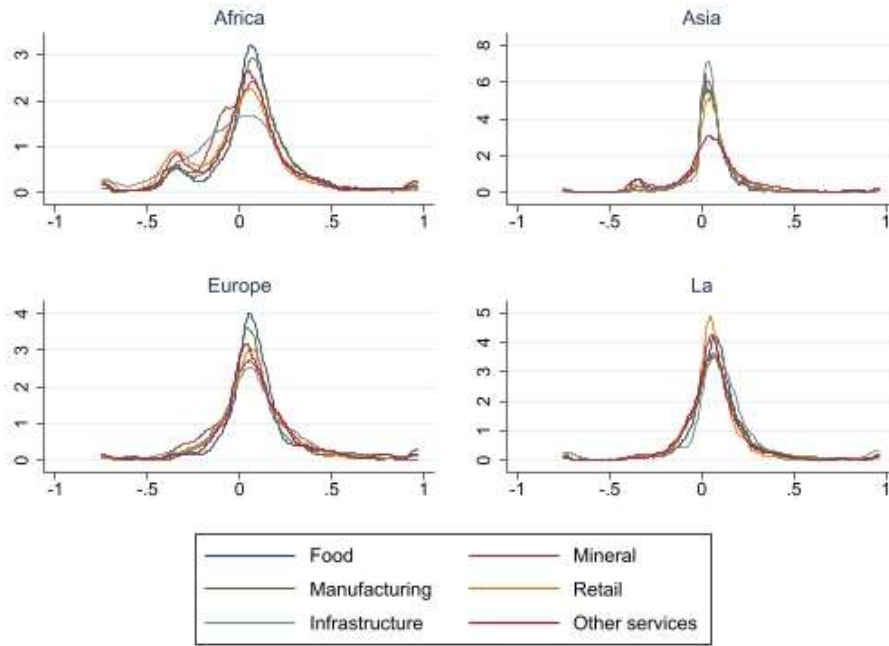 Africa
3
2
1
0
-1 -.5 0 .5 1
Asia
8
6
4
2
0
-1 -.5 0 .5 1
Europe
4
3
2
1
0
-1 -.5 0 .5 1
La
5
4
3
2
1
0
-1 -.5 0 .5 1
Food
Mineral
Manufacturing
Retail
Infrastructure
Other services